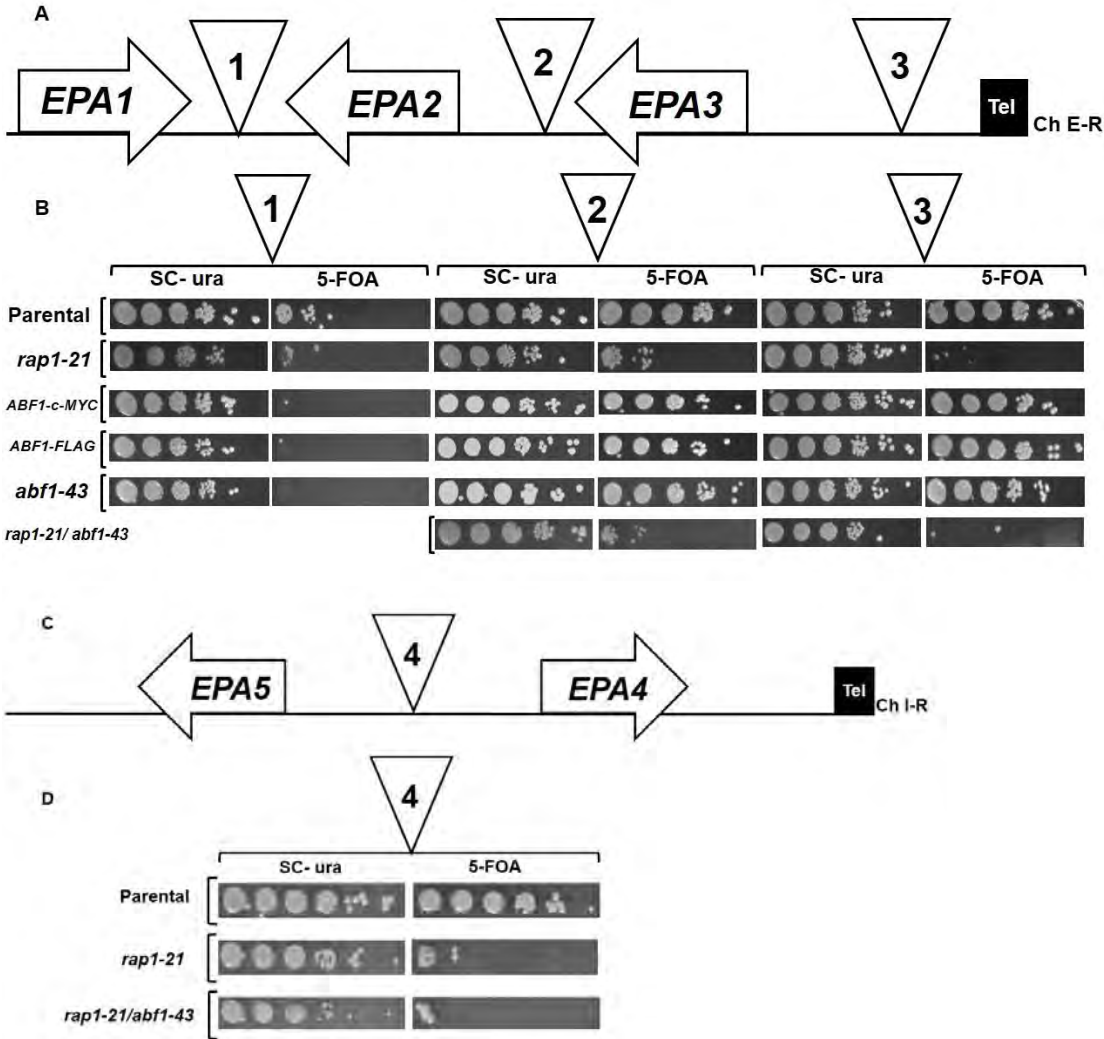 A
1
2
3
EPA1
EPA2
EPA3
Tel
Ch E-R
B
1
2
3
SC- ura 5-FOA SC- ura 5-FOA SC- ura 5-FOA
Parental
rap1-21
ABF1-c-MYC
ABF1-FLAG
abf1-43
rap1-21/ abf1-43
C
4
EPA5
EPA4
Tel
Ch I-R
D
4
SC- ura 5-FOA
Parental
rap1-21
rap1-21/abf1-43